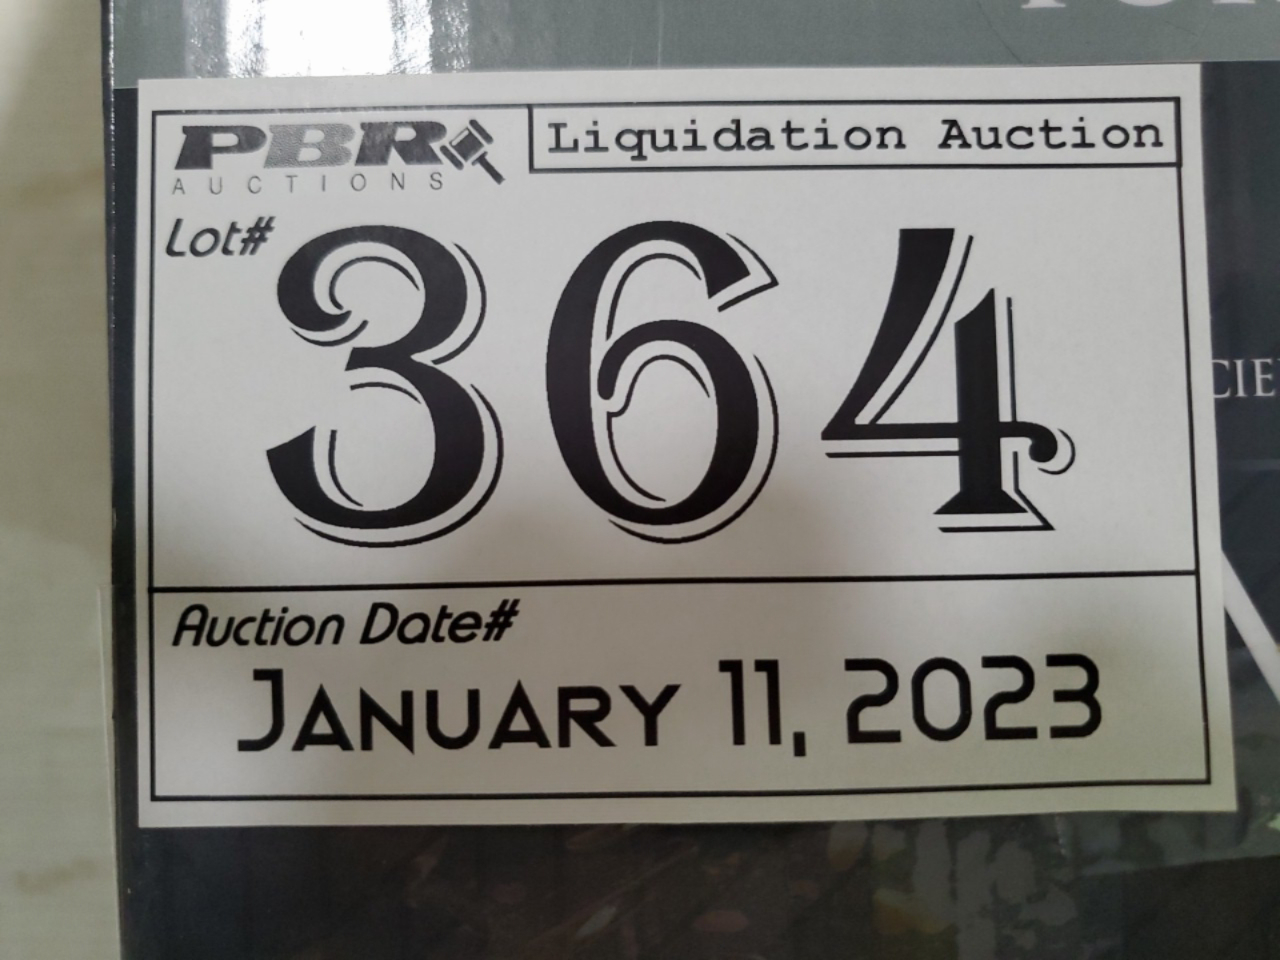 PBR
AUCTIONS
Liquidation Auction
Lot#
364
Auction Date#
JANUARY 11, 2023